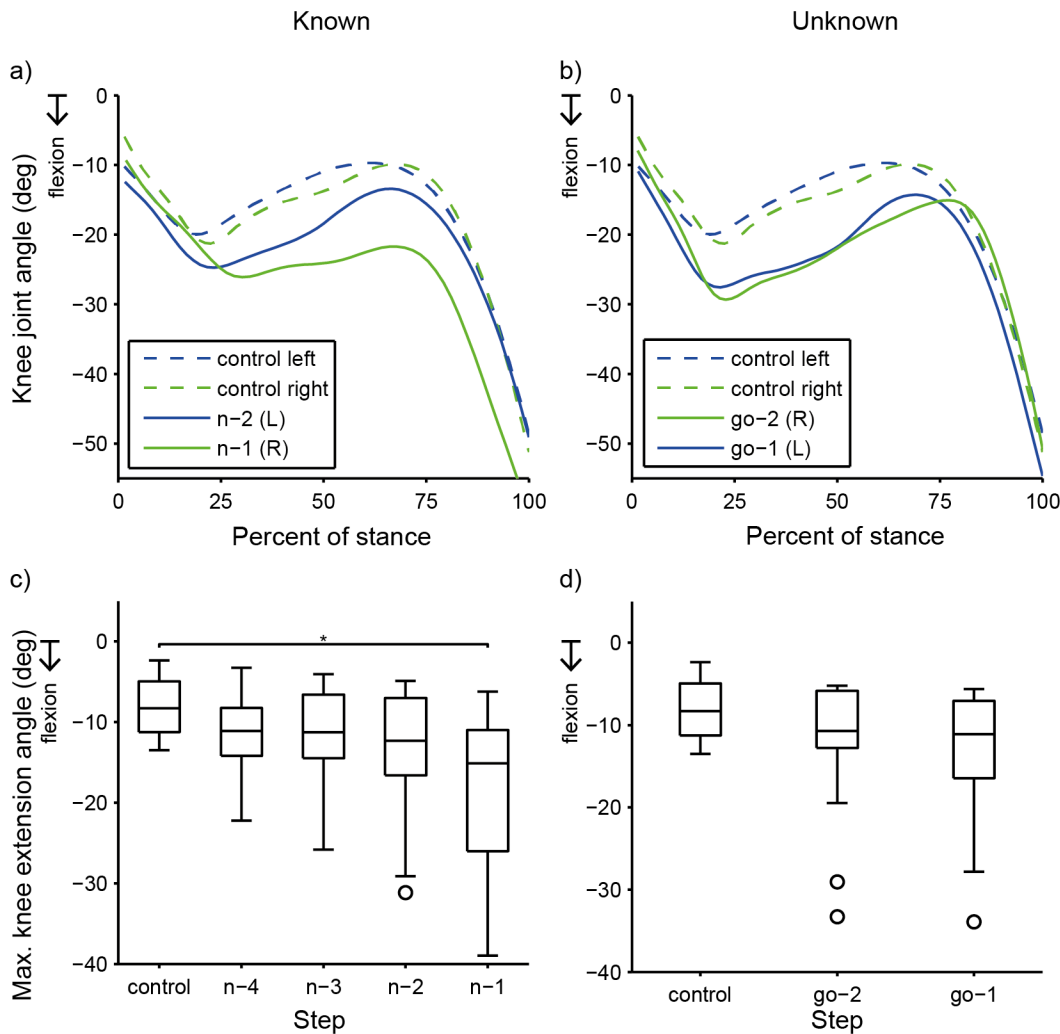 Known
Unknown
a)
b)
0
−10
−20
−30
−40
−50
flexion
Knee joint angle (deg)
control left
control right
n−2 (L)
n−1 (R)
0
25
50
75
100
Percent of stance
0
−10
−20
−30
−40
−50
flexion
control left
control right
go−2 (R)
go−1 (L)
0
25
50
75
100
Percent of stance
c)
d)
0
−10
−20
−30
−40
flexion
Max. knee extension angle (deg)
*
control
n−4
n−3
n−2
n−1
Step
0
−10
−20
−30
−40
flexion
control
go−2
go−1
Step